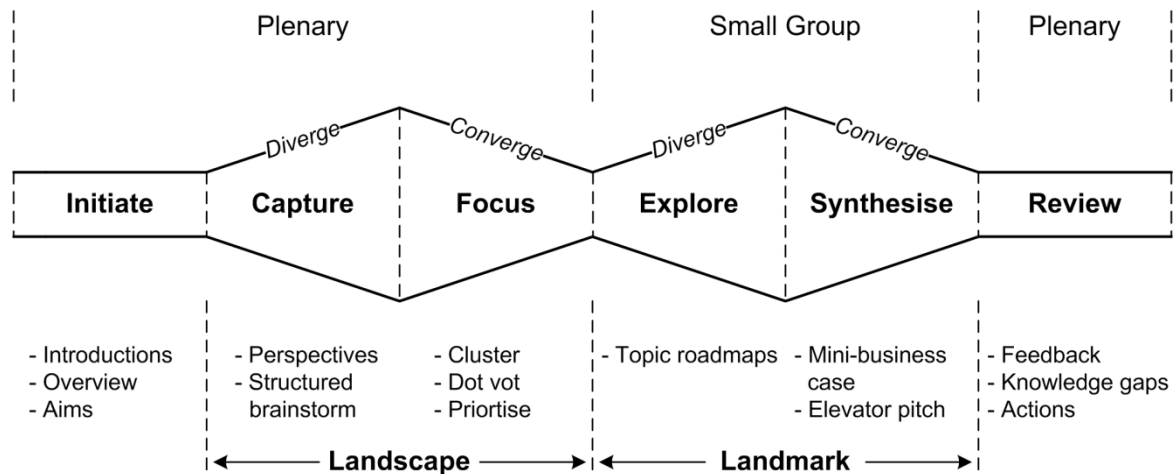 Plenary
Small Group
Plenary
Diverge
Converge
Diverge
Converge
Initiate
Capture
Focus
Explore
Synthesise
Review
- Introductions
- Overview
- Aims
- Perspectives
- Structured
brainstorm
- Cluster
- Dot vot
- Priortise
- Topic roadmaps
- Mini-business
case
- Elevator pitch
- Feedback
- Knowledge gaps
- Actions
Landscape
Landmark